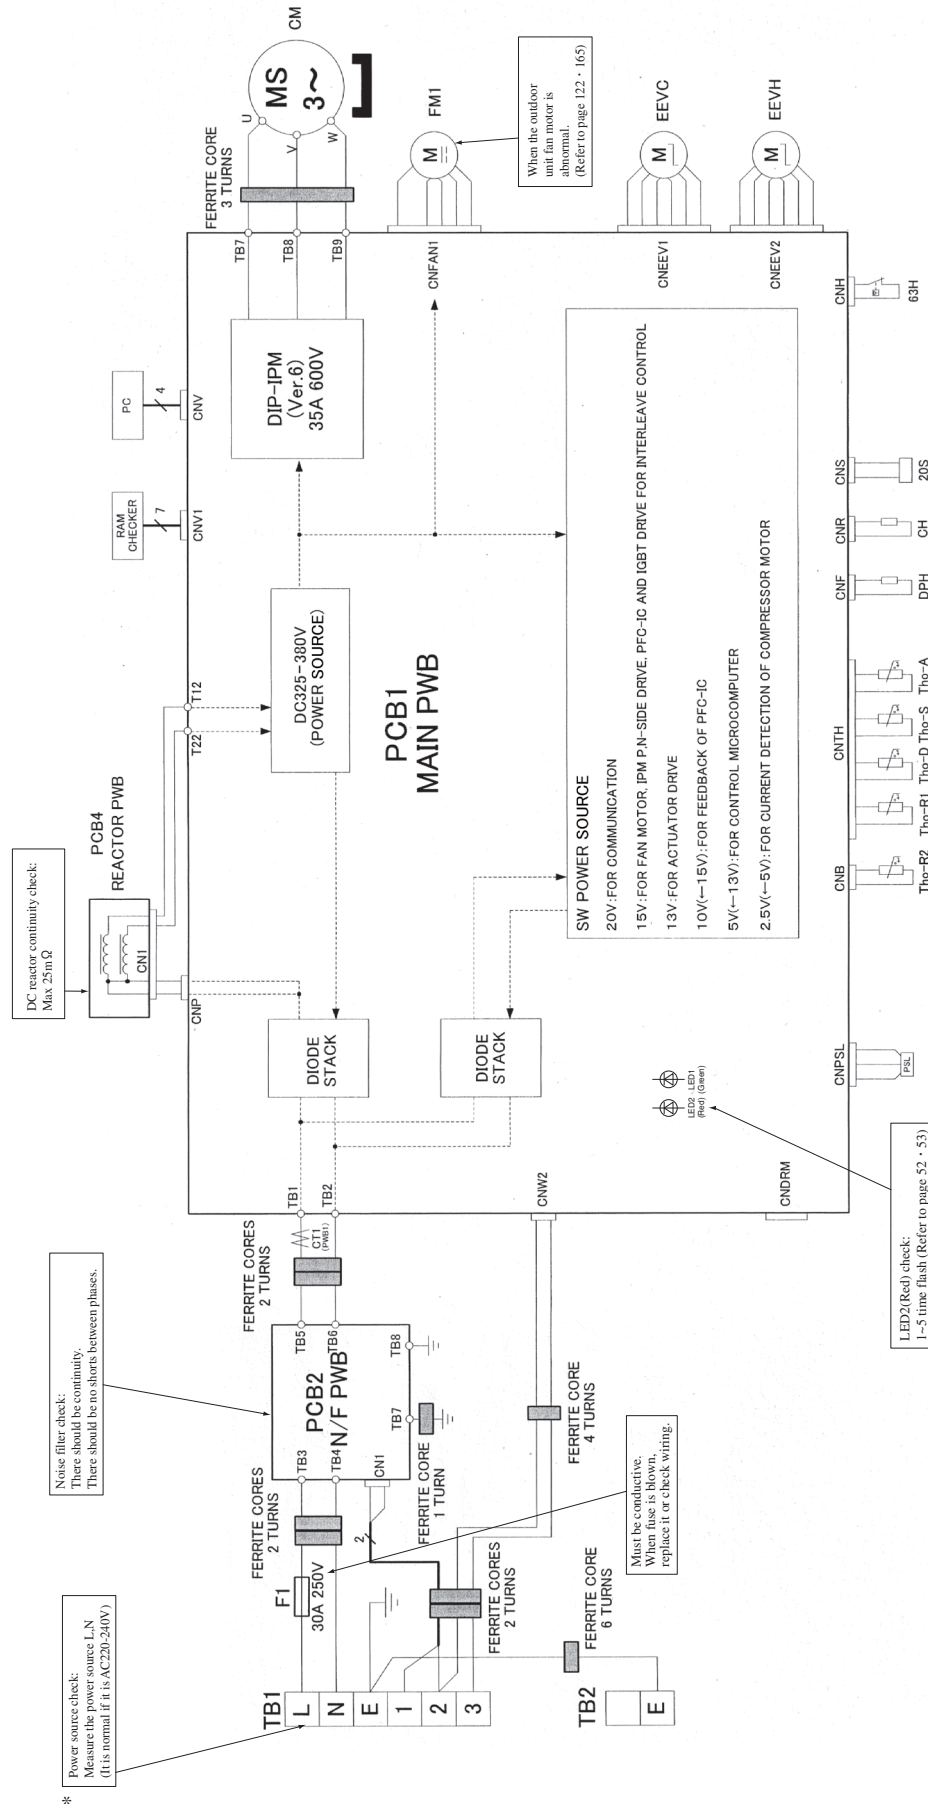 *
Power source check:
Measure the power source L,N
(It is normal if it is AC220-240V)
Noise filter check:
There should be continuity.
There should be no shorts between phases.
DC reactor continuity check:
Max 25mΩ
TB1
L
N
E
1
2
3
F1
30A 250V
FERRITE CORES
2 TURNS
TB3
TB4
CN1
2
PCB2
N/F PWB
TB5
TB6
TB7
TB8
FERRITE CORE
1 TURN
FERRITE CORES
2 TURNS
CT1
(PWB1)
TB1
TB2
FERRITE CORES
2 TURNS
FERRITE CORE
4 TURNS
FERRITE CORE
6 TURNS
TB2
E
Must be conductive.
When fuse is blown,
replace it or check wiring.
PCB4
REACTOR PWB
CN1
CNP
T22
T12
RAM
CHECKER
7
CNV1
PC
4
CNV
DIODE
STACK
DIODE
STACK
DC325-380V
(POWER SOURCE)
DIP-IPM
(Ver.6)
35A 600V
PCB1
MAIN PWB
TB7
TB8
TB9
FERRITE CORE
3 TURNS
U
V
W
MS
3~
CM
CNFAN1
M
FM1
When the outdoor
unit fan motor is
abnormal.
(Refer to page 122・165)
CNEEV1
M
EEVC
CNEEV2
M
EEVH
SW POWER SOURCE
20V:FOR COMMUNICATION
15V:FOR FAN MOTOR, IPM P,N-SIDE DRIVE, PFC-IC AND IGBT DRIVE FOR INTERLEAVE CONTROL
13V:FOR ACTUATOR DRIVE
10V(←15V):FOR FEEDBACK OF PFC-IC
5V(←13V):FOR CONTROL MICROCOMPUTER
2.5V(←5V):FOR CURRENT DETECTION OF COMPRESSOR MOTOR
CNW2
CNDRM
LED2・LED1
(Red) (Green)
LED2(Red) check:
1~5 time flash (Refer to page 52・53)
CNPSL
PSL
CNB
Tho-R2
CNTH
Tho-R1
Tho-D
Tho-S
Tho-A
CNF
DPH
CNR
CH
CNS
20S
CNH
63H